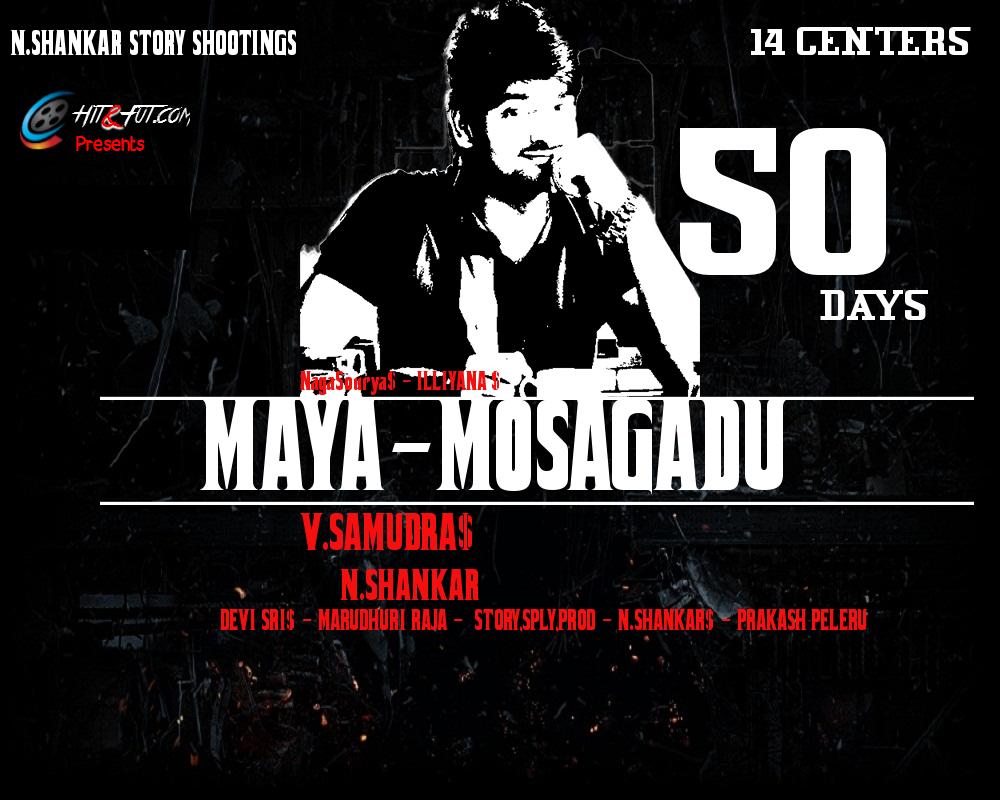 N.SHANKAR STORY SHOOTINGS
14 CENTERS
HIT&FUT.COM
Presents
50
DAYS
NagaSourya$ - ILLIYANA $
MAYA - MOSAGADU
V.SAMUDRA$
N.SHANKAR
DEVI SRI$ - MARUDHURI RAJA - STORY,SPLY,PROD - N.SHANKAR$ - PRAKASH PELERU